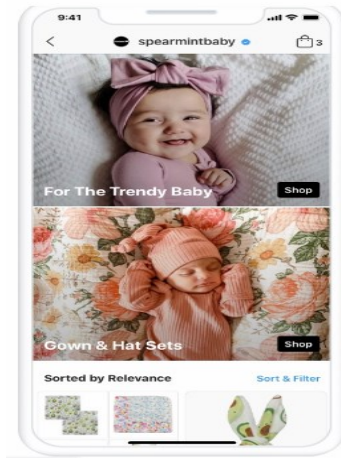 9:41
spearmintbaby 3
For The Trendy Baby Shop
Gown & Hat Sets Shop
Sorted by Relevance Sort & Filter